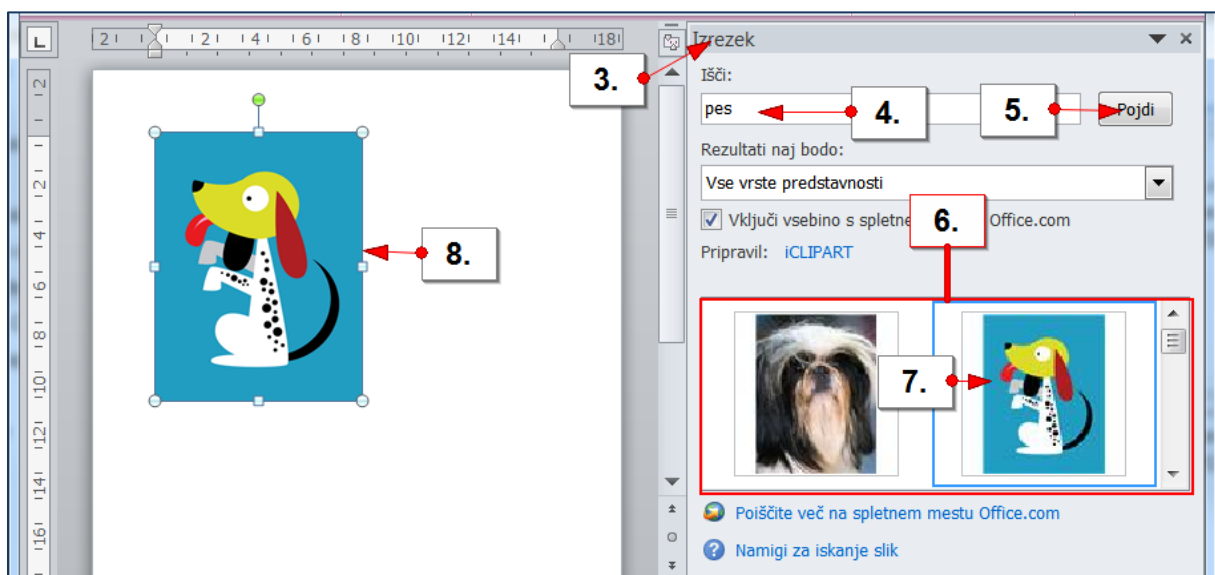 L
2 2 4 6 8 10 12 14 18
Izrezek
3.
Išči:
pes
4.
5.
Pojdi
Rezultati naj bodo:
Vse vrste predstavnosti
Vključi vsebino s spletne Office.com
6.
Pripravil: iCLIPART
8.
7.
2
2
4
6
8
10
12
14
16
Poiščite več na spletnem mestu Office.com
Namigi za iskanje slik